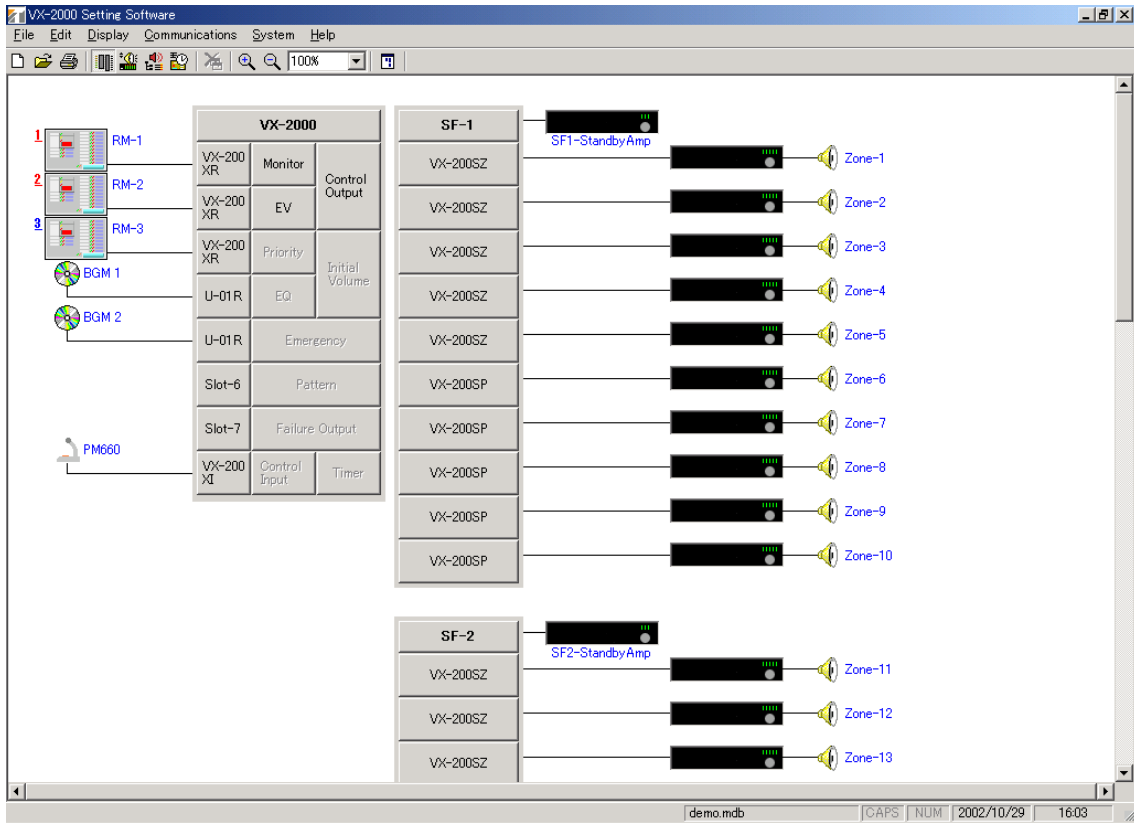 VX-2000 Setting Software
File Edit Display Communications System Help
100%
1 RM-1
2 RM-2
3 RM-3
BGM 1
BGM 2
PM660
VX-2000
VX-200 XR Monitor Control Output
VX-200 XR EV
VX-200 XR Priority Initial Volume
U-01R EQ
U-01R Emergency
Slot-6 Pattern
Slot-7 Failure Output
VX-200 XI Control Input Timer
SF-1 SF1-StandbyAmp
VX-200SZ Zone-1
VX-200SZ Zone-2
VX-200SZ Zone-3
VX-200SZ Zone-4
VX-200SZ Zone-5
VX-200SP Zone-6
VX-200SP Zone-7
VX-200SP Zone-8
VX-200SP Zone-9
VX-200SP Zone-10
SF-2 SF2-StandbyAmp
VX-200SZ Zone-11
VX-200SZ Zone-12
VX-200SZ Zone-13
demo.mdb CAPS NUM 2002/10/29 16:03